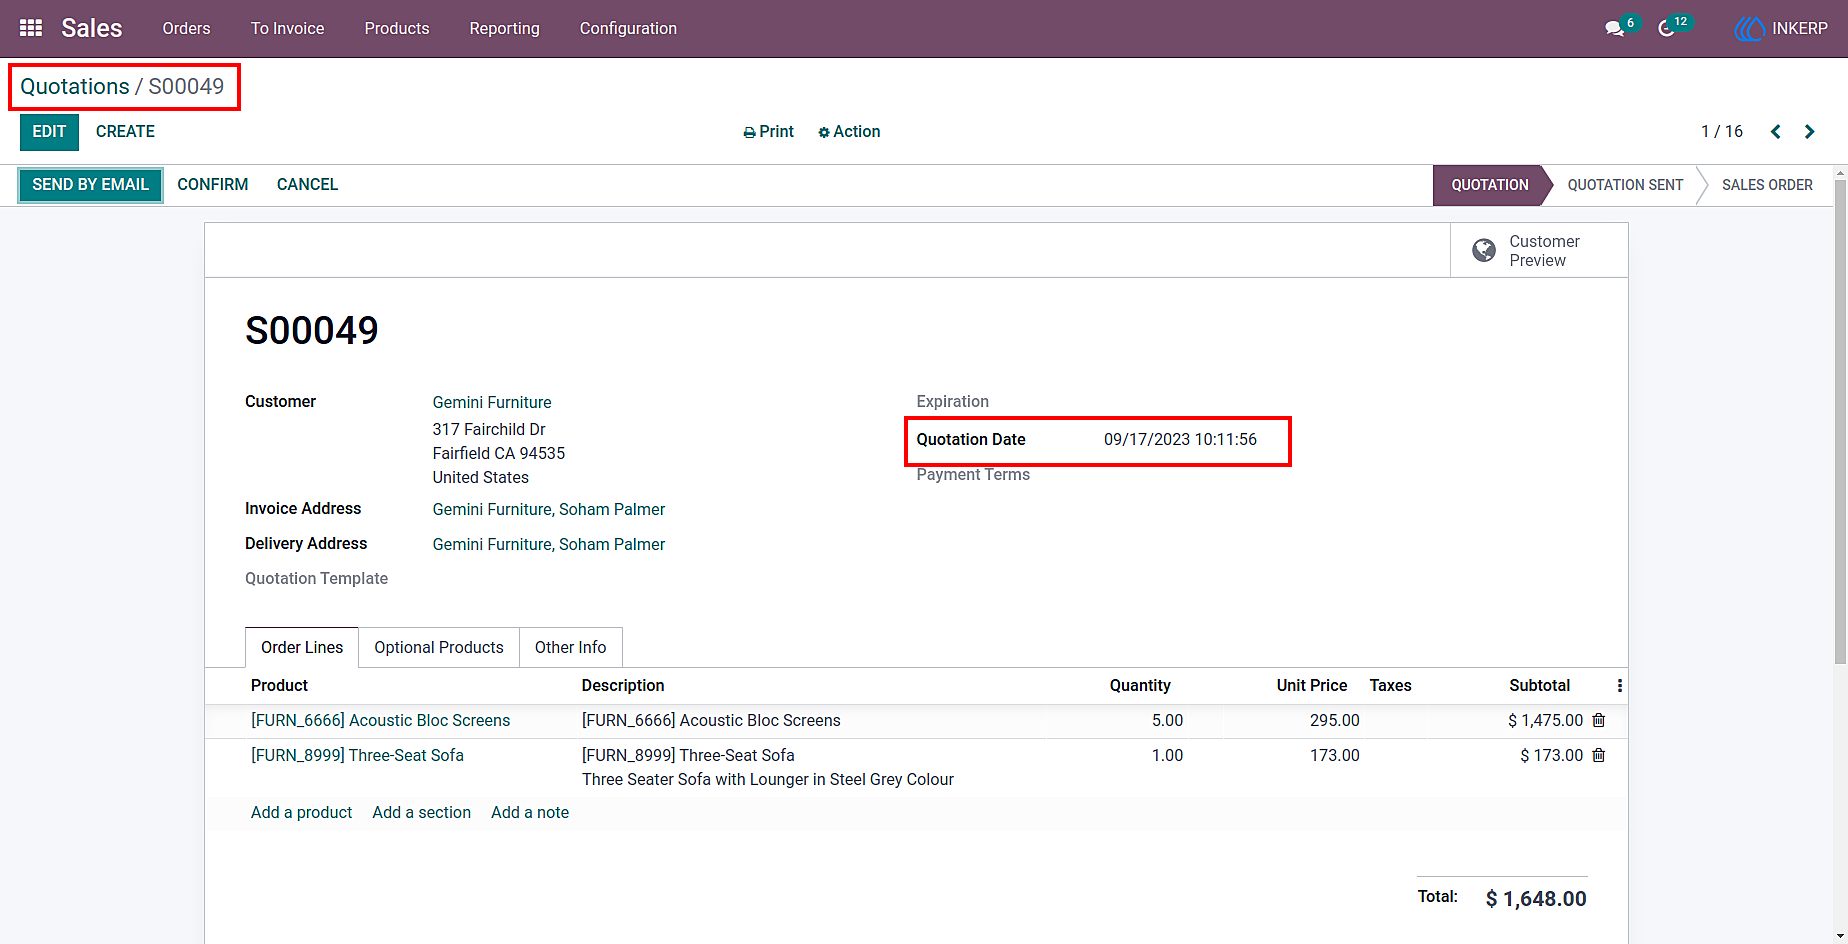 Sales Orders To Invoice Products Reporting Configuration 6 12 INKERP
Quotations / S00049
EDIT CREATE Print Action 1 / 16
SEND BY EMAIL CONFIRM CANCEL QUOTATION QUOTATION SENT SALES ORDER
Customer
Preview
S00049
Customer Gemini Furniture
317 Fairchild Dr
Fairfield CA 94535
United States
Invoice Address Gemini Furniture, Soham Palmer
Delivery Address Gemini Furniture, Soham Palmer
Quotation Template
Expiration
Quotation Date 09/17/2023 10:11:56
Payment Terms
Order Lines Optional Products Other Info
Product Description Quantity Unit Price Taxes Subtotal
[FURN_6666] Acoustic Bloc Screens [FURN_6666] Acoustic Bloc Screens 5.00 295.00 $ 1,475.00
[FURN_8999] Three-Seat Sofa [FURN_8999] Three-Seat Sofa 1.00 173.00 $ 173.00
Three Seater Sofa with Lounger in Steel Grey Colour
Add a product Add a section Add a note
Total: $ 1,648.00